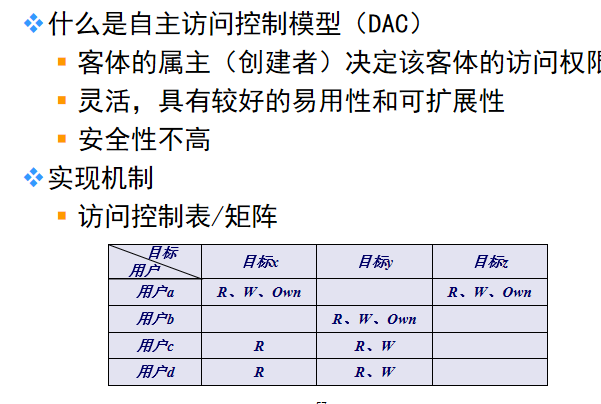 什么是自主访问控制模型（DAC）
客体的属主（创建者）决定该客体的访问权限
灵活，具有较好的易用性和可扩展性
安全性不高
实现机制
访问控制表/矩阵
目标 用户 目标x 目标y 目标z
用户a R、W、Own R、W、Own
用户b R、W、Own
用户c R R、W
用户d R R、W